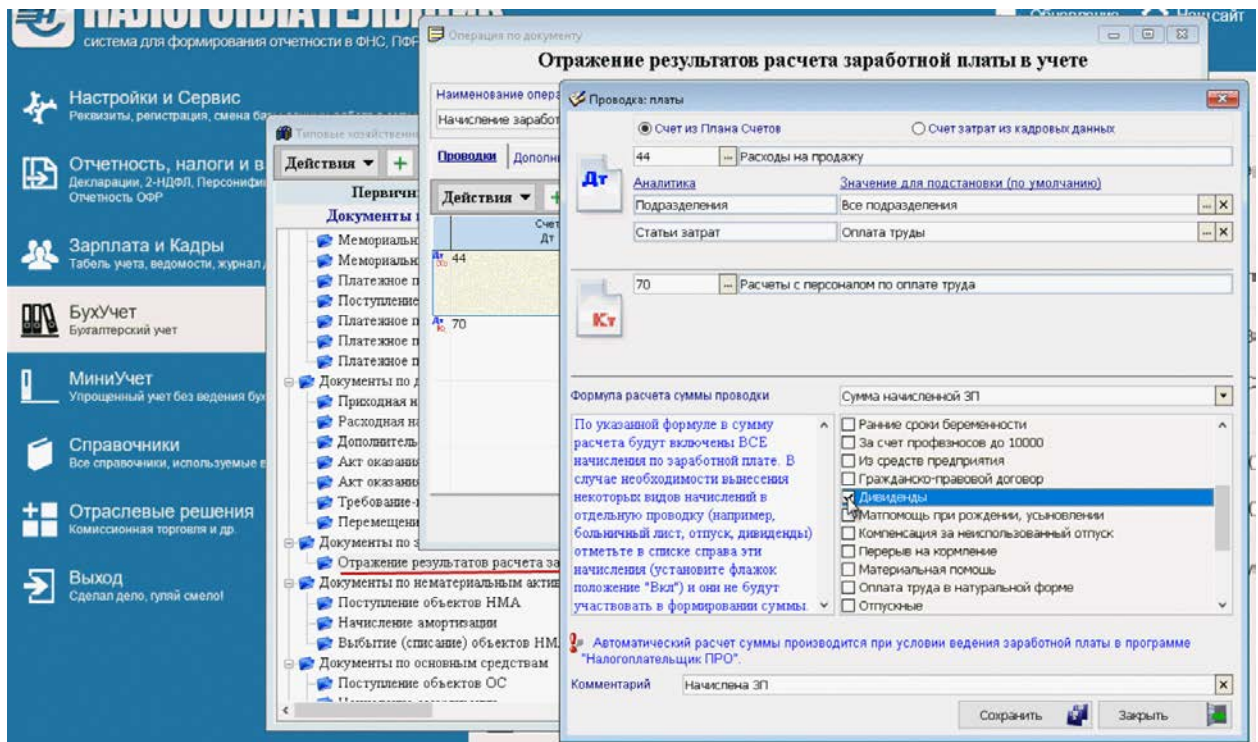 НАЛОГОПЛАТЕЛЬЩИК
система для формирования отчетности в ФНС, ПФР
Обновление
Наш сайт
Настройки и Сервис
Реквизиты, регистрация, смена
Отчетность, налоги и в
Декларации, 2-НДФЛ, Персонифи
Отчетность ОФР
Зарплата и Кадры
Табель учета, ведомости, журнал
БухУчет
Бухгалтерский учет
МиниУчет
Упрощенный учет без ведения бух
Справочники
Все справочники, используемые в
Отраслевые решения
Комиссионная торговля и др.
Выход
Сделал дело, гуляй смело!
Типовые хозяйственн
Действия
Первичн
Документы
Мемориальн
Мемориальн
Платежное п
Поступление
Платежное п
Платежное п
Платежное п
Документы по д
Приходная н
Расходная на
Дополнитель
Акт оказани
Акт оказани
Требование-
Перемещени
Документы по з
Отражение результатов расчета за
Документы по нематериальным актив
Поступление объектов НМА
Начисление амортизации
Выбытие (списание) объектов НМ
Документы по основным средствам
Поступление объектов ОС
Операция по документу
Отражение результатов расчета заработной платы в учете
Наименование опера
Начисление заработ
Проводки
Дополни
Действия
Счет
Дт
44
70
Проводка: платы
Счет из Плана Счетов
Счет затрат из кадровых данных
Дт
44
Расходы на продажу
Аналитика
Значение для подстановки (по умолчанию)
Подразделения
Все подразделения
Статьи затрат
Оплата труды
Кт
70
Расчеты с персоналом по оплате труда
Формула расчета суммы проводки
Сумма начисленной ЗП
По указанной формуле в сумму
расчета будут включены ВСЕ
начисления по заработной плате. В
случае необходимости вынесения
некоторых видов начислений в
отдельную проводку (например,
больничный лист, отпуск, дивиденды)
отметьте в списке справа эти
начисления (установите флажок
положение "Вкл") и они не будут
участвовать в формировании суммы.
Ранние сроки беременности
За счет профвзносов до 10000
Из средств предприятия
Гражданско-правовой договор
Дивиденды
Матпомощь при рождении, усыновлении
Компенсация за неиспользованный отпуск
Перерыв на кормление
Материальная помошь
Оплата труда в натуральной форме
Отпускные
Автоматический расчет суммы производится при условии ведения заработной платы в программе
"Налогоплательщик ПРО".
Комментарий
Начислена ЗП
Сохранить
Закрыть